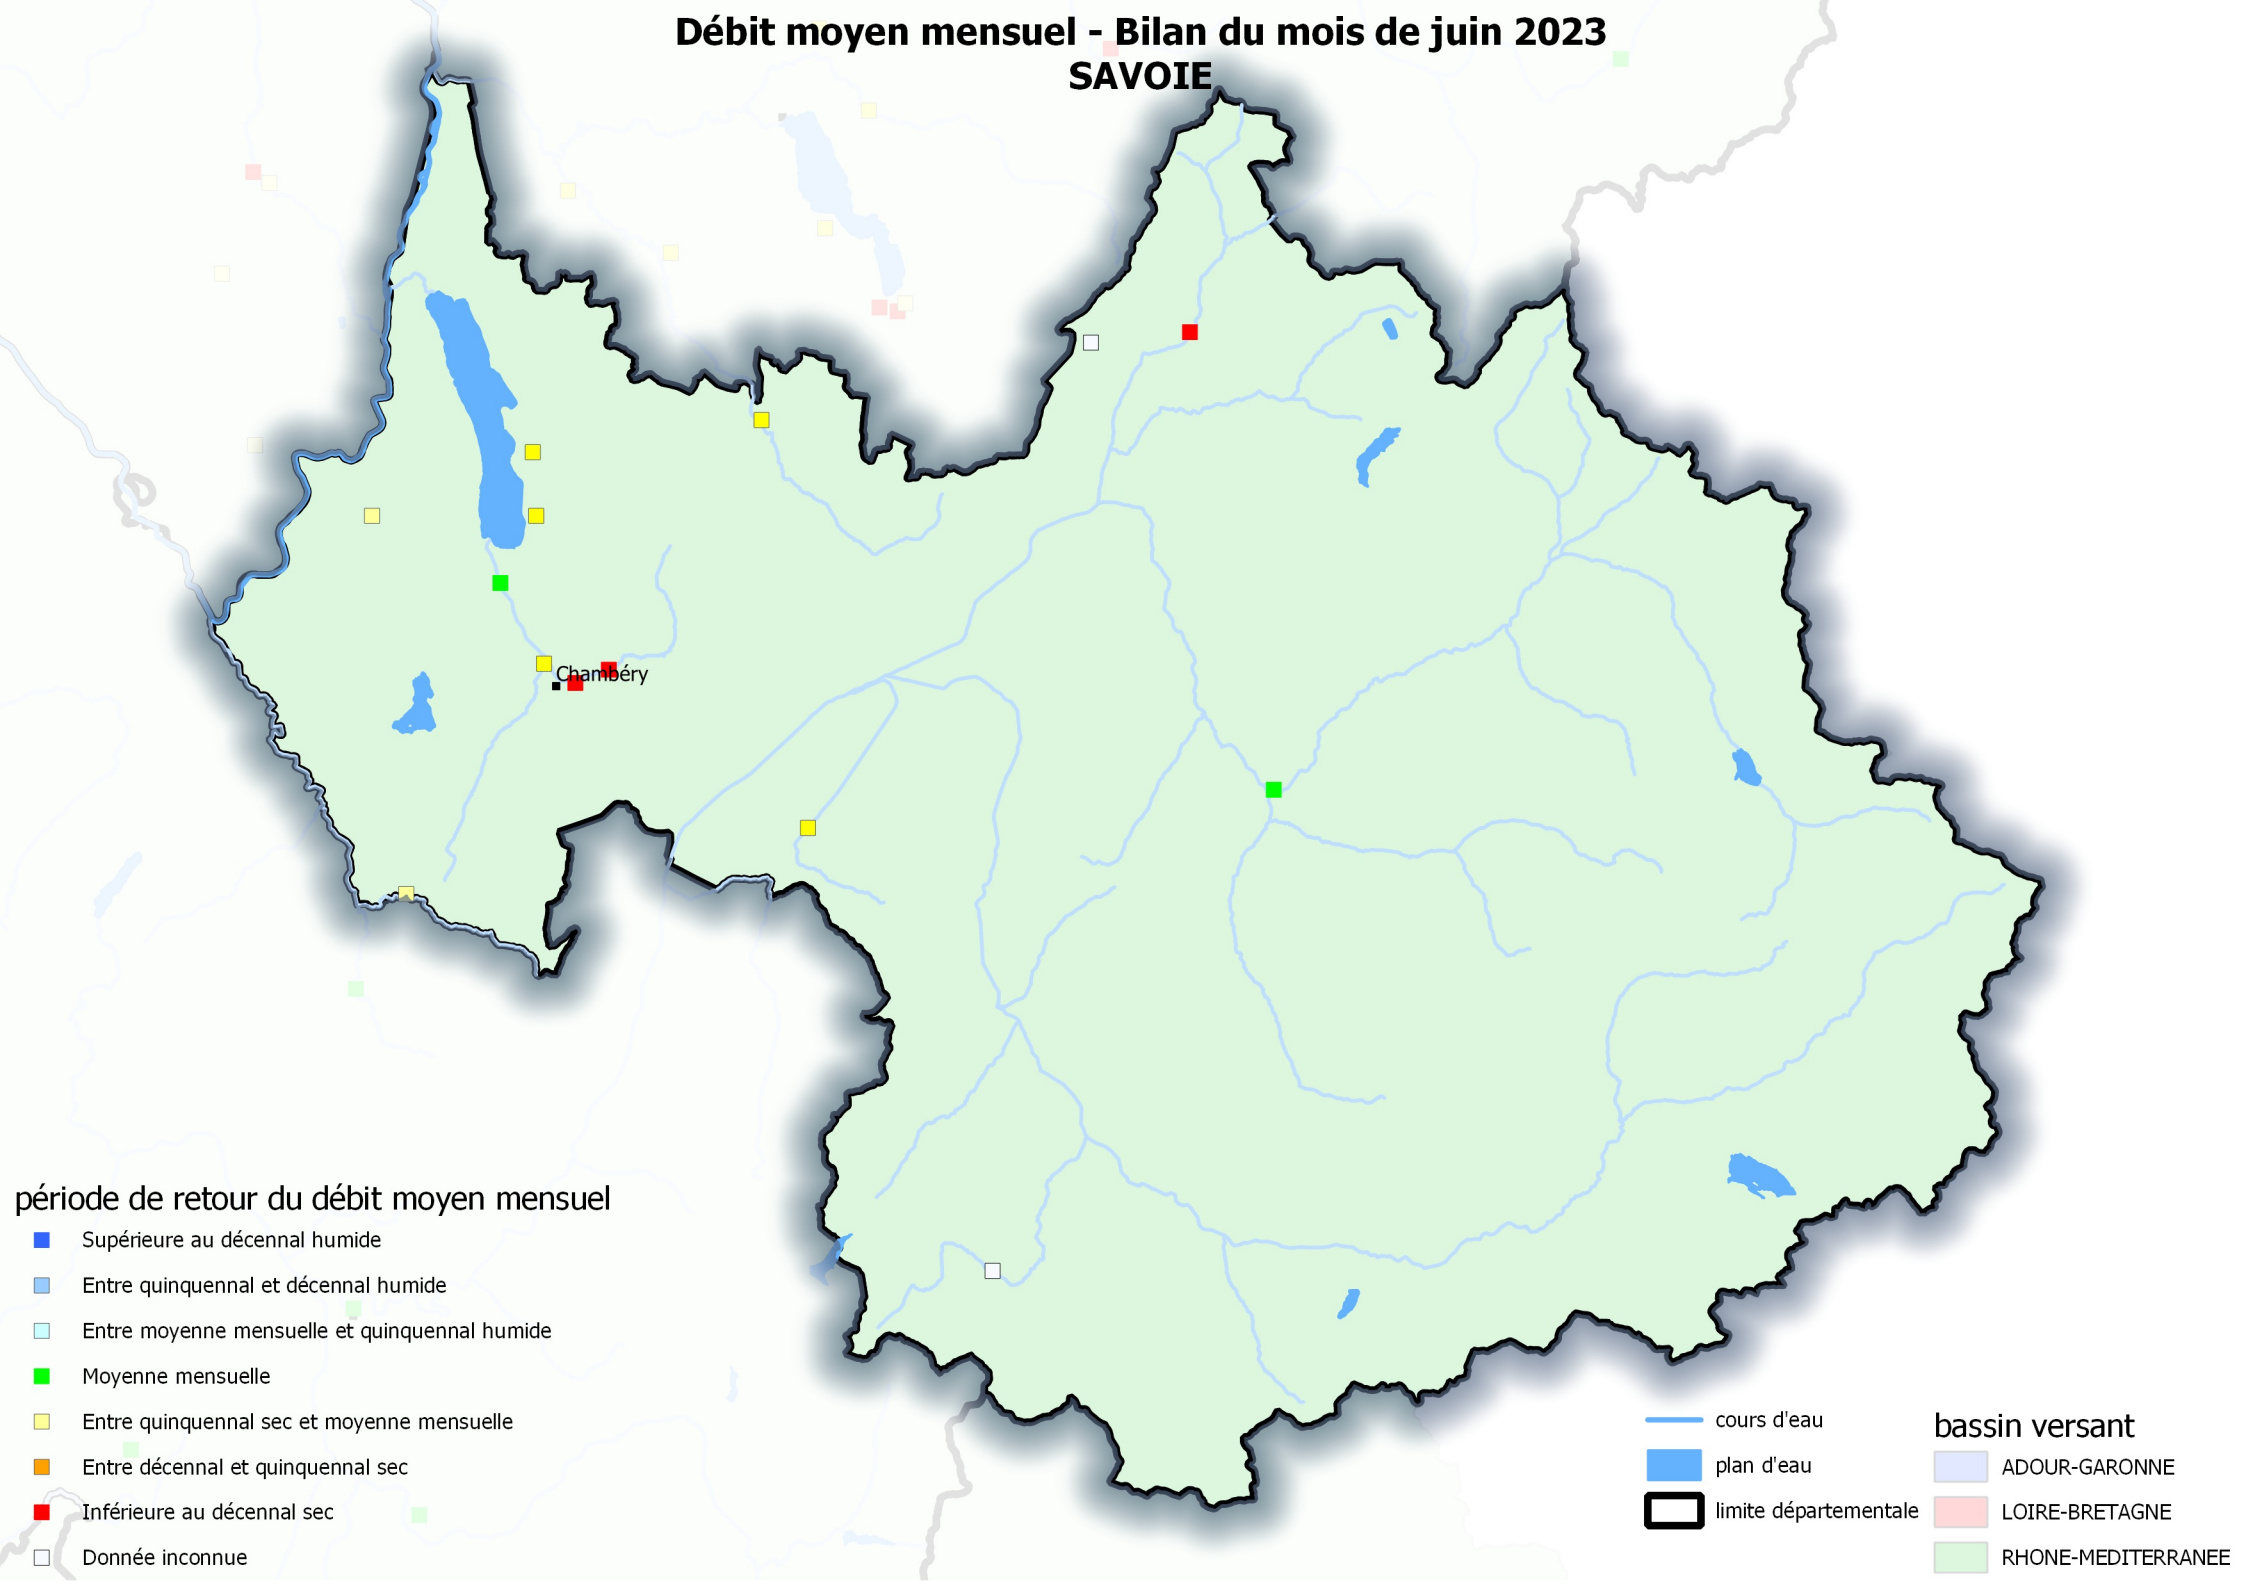 Débit moyen mensuel - Bilan du mois de juin 2023
SAVOIE
Chambéry
période de retour du débit moyen mensuel
Supérieure au décennal humide
Entre quinquennal et décennal humide
Entre moyenne mensuelle et quinquennal humide
Moyenne mensuelle
Entre quinquennal sec et moyenne mensuelle
Entre décennal et quinquennal sec
Inférieure au décennal sec
Donnée inconnue
cours d'eau
plan d'eau
limite départementale
bassin versant
ADOUR-GARONNE
LOIRE-BRETAGNE
RHONE-MEDITERRANEE